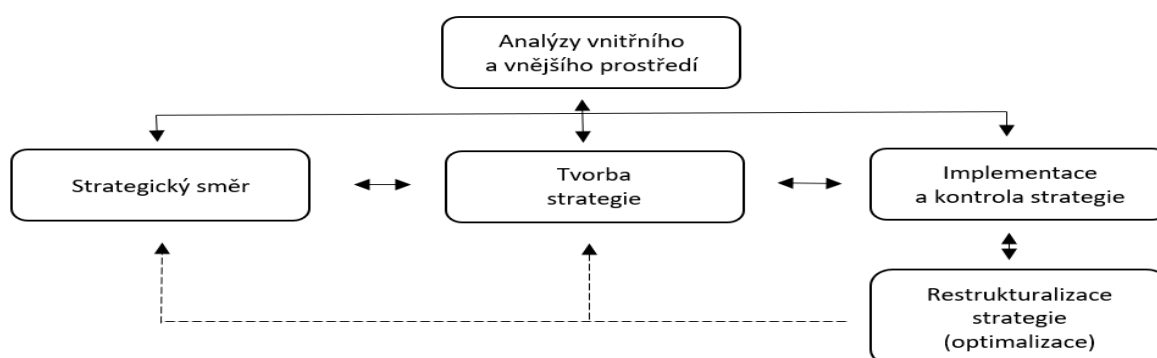 Analýzy vnitřního
a vnějšího prostředí
Strategický směr
Tvorba
strategie
Implementace
a kontrola strategie
Restrukturalizace
strategie
(optimalizace)